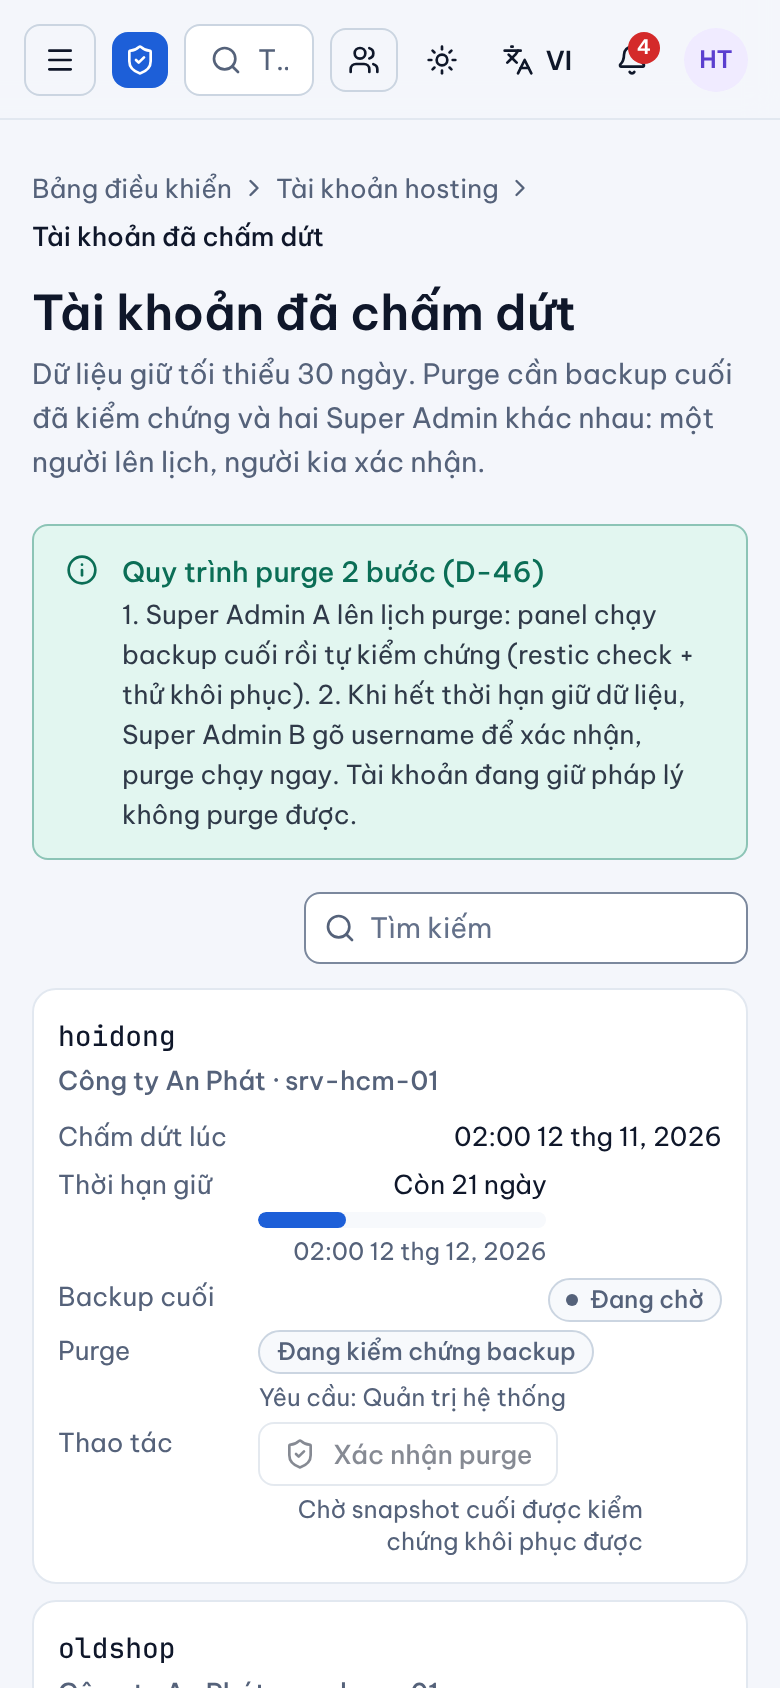 T..
VI
4
HT
Bảng điều khiển > Tài khoản hosting >
Tài khoản đã chấm dứt
Tài khoản đã chấm dứt
Dữ liệu giữ tối thiểu 30 ngày. Purge cần backup cuối
đã kiểm chứng và hai Super Admin khác nhau: một
người lên lịch, người kia xác nhận.
Quy trình purge 2 bước (D-46)
1. Super Admin A lên lịch purge: panel chạy
backup cuối rồi tự kiểm chứng (restic check +
thử khôi phục). 2. Khi hết thời hạn giữ dữ liệu,
Super Admin B gõ username để xác nhận,
purge chạy ngay. Tài khoản đang giữ pháp lý
không purge được.
Tìm kiếm
hoidong
Công ty An Phát · srv-hcm-01
Chấm dứt lúc 02:00 12 thg 11, 2026
Thời hạn giữ Còn 21 ngày
02:00 12 thg 12, 2026
Backup cuối Đang chờ
Purge Đang kiểm chứng backup
Yêu cầu: Quản trị hệ thống
Thao tác Xác nhận purge
Chờ snapshot cuối được kiểm
chứng khôi phục được
oldshop